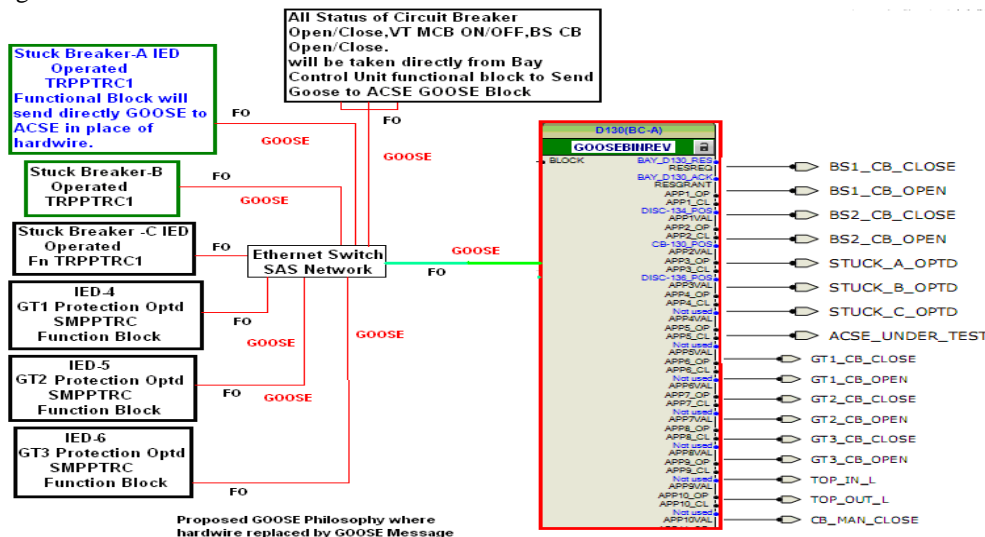 All Status of Circuit Breaker
Open/Close,VT MCB ON/OFF,BS CB
Open/Close.
will be taken directly from Bay
Control Unit functional block to Send
Goose to ACSE GOOSE Block
Stuck Breaker-A IED
Operated
TRPPTRC1
Functional Block will
send directly GOOSE to
ACSE in place of
hardwire.
FO
GOOSE
FO
Stuck Breaker-B
Operated
TRPPTRC1
FO
GOOSE
Stuck Breaker -C IED
Operated
Fn TRPPTRC1
FO
Ethernet Switch
SAS Network
GOOSE
FO
IED-4
GT1 Protection Optd
SMPPTRC
Function Block
FO
GOOSE
GOOSE
IED-5
GT2 Protection Optd
SMPPTRC
Function Block
FO
GOOSE
IED-6
GT3 Protection Optd
SMPPTRC
Function Block
FO
Proposed GOOSE Philosophy where
hardwire replaced by GOOSE Message
D130(BC-A)
GOOSEBINREV
BLOCK
BAY_D130_RES
RESREQ
BAY_D130_ACK
RESGRANT
APP1_OP
APP1_CL
DISC-134_POS
APP1VAL
APP2_OP
APP2_CL
CB-130_POS
APP2VAL
APP3_OP
APP3_CL
DISC-136_POS
APP3VAL
APP4_OP
APP4_CL
Not used
APP4VAL
APP5_OP
APP5_CL
Not used
APP5VAL
APP6_OP
APP6_CL
Not used
APP6VAL
APP7_OP
APP7_CL
Not used
APP7VAL
APP8_OP
APP8_CL
Not used
APP8VAL
APP9_OP
APP9_CL
Not used
APP9VAL
APP10_OP
APP10_CL
Not used
APP10VAL
BS1_CB_CLOSE
BS1_CB_OPEN
BS2_CB_CLOSE
BS2_CB_OPEN
STUCK_A_OPTD
STUCK_B_OPTD
STUCK_C_OPTD
ACSE_UNDER_TEST
GT1_CB_CLOSE
GT1_CB_OPEN
GT2_CB_CLOSE
GT2_CB_OPEN
GT3_CB_CLOSE
GT3_CB_OPEN
TOP_IN_L
TOP_OUT_L
CB_MAN_CLOSE